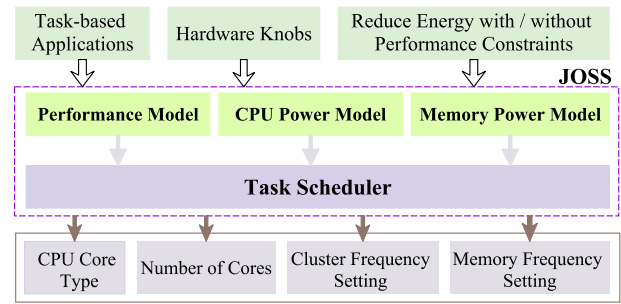 Task-based
Applications
Hardware Knobs
Reduce Energy with / without
Performance Constraints
JOSS
Performance Model
CPU Power Model
Memory Power Model
Task Scheduler
CPU Core
Type
Number of Cores
Cluster Frequency
Setting
Memory Frequency
Setting